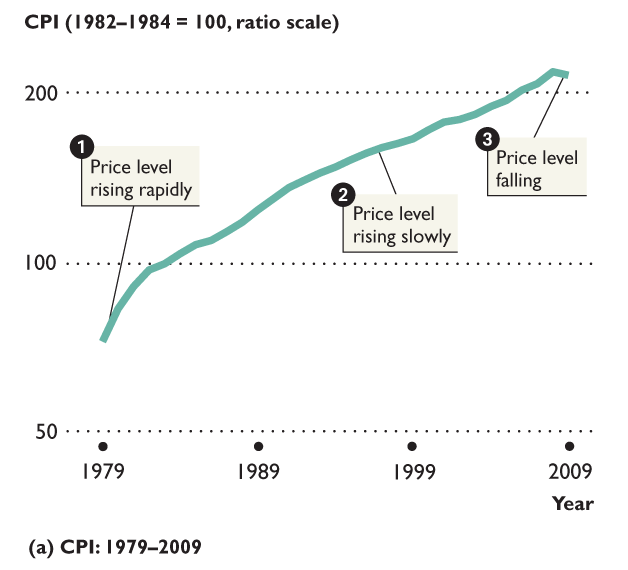 CPI (1982–1984 = 100, ratio scale)
200
1
Price level
rising rapidly
3
Price level
falling
2
Price level
rising slowly
100
50
1979
1989
1999
2009
Year
(a) CPI: 1979–2009